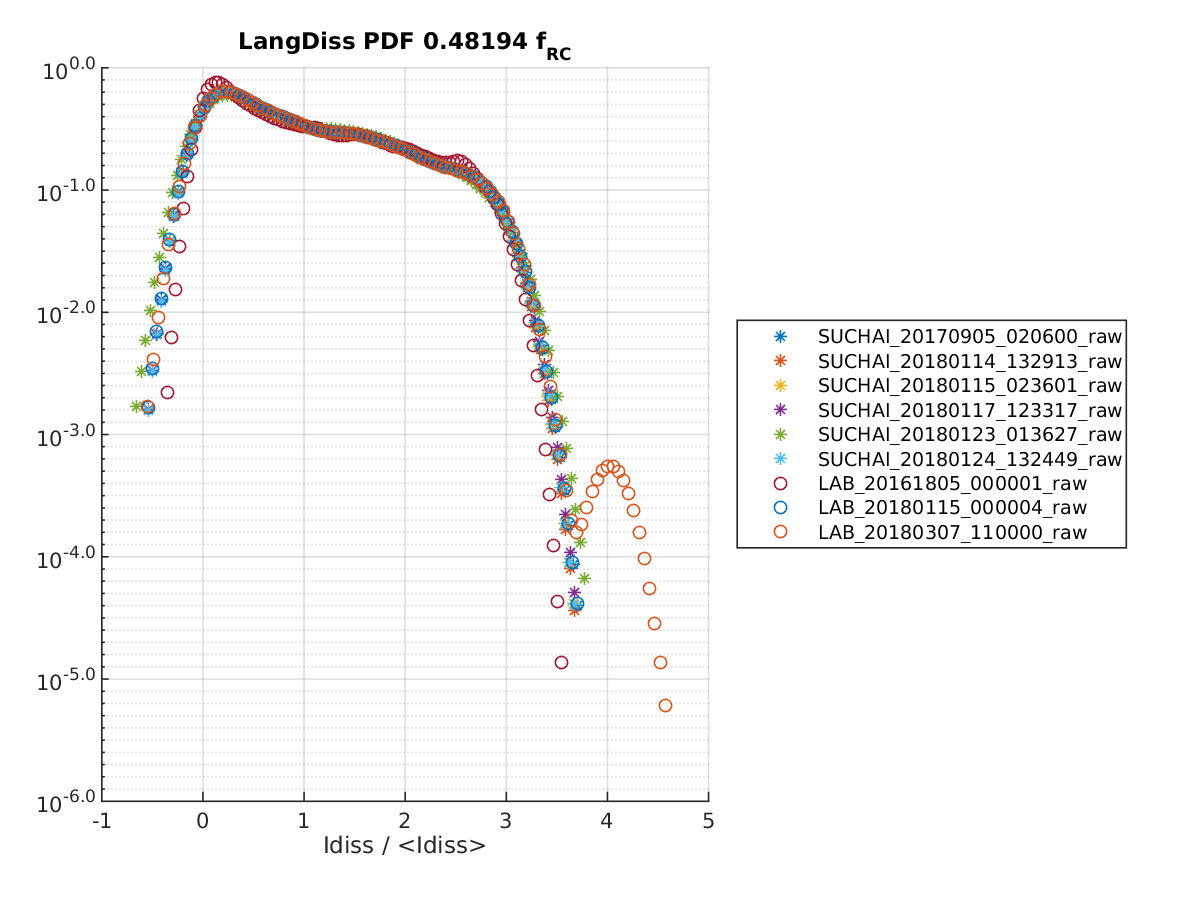 LangDiss PDF 0.48194 f_RC
10^0.0
10^-1.0
10^-2.0
10^-3.0
10^-4.0
10^-5.0
10^-6.0
-1 0 1 2 3 4 5
Idiss / <Idiss>
SUCHAI_20170905_020600_raw
SUCHAI_20180114_132913_raw
SUCHAI_20180115_023601_raw
SUCHAI_20180117_123317_raw
SUCHAI_20180123_013627_raw
SUCHAI_20180124_132449_raw
LAB_20161805_000001_raw
LAB_20180115_000004_raw
LAB_20180307_110000_raw